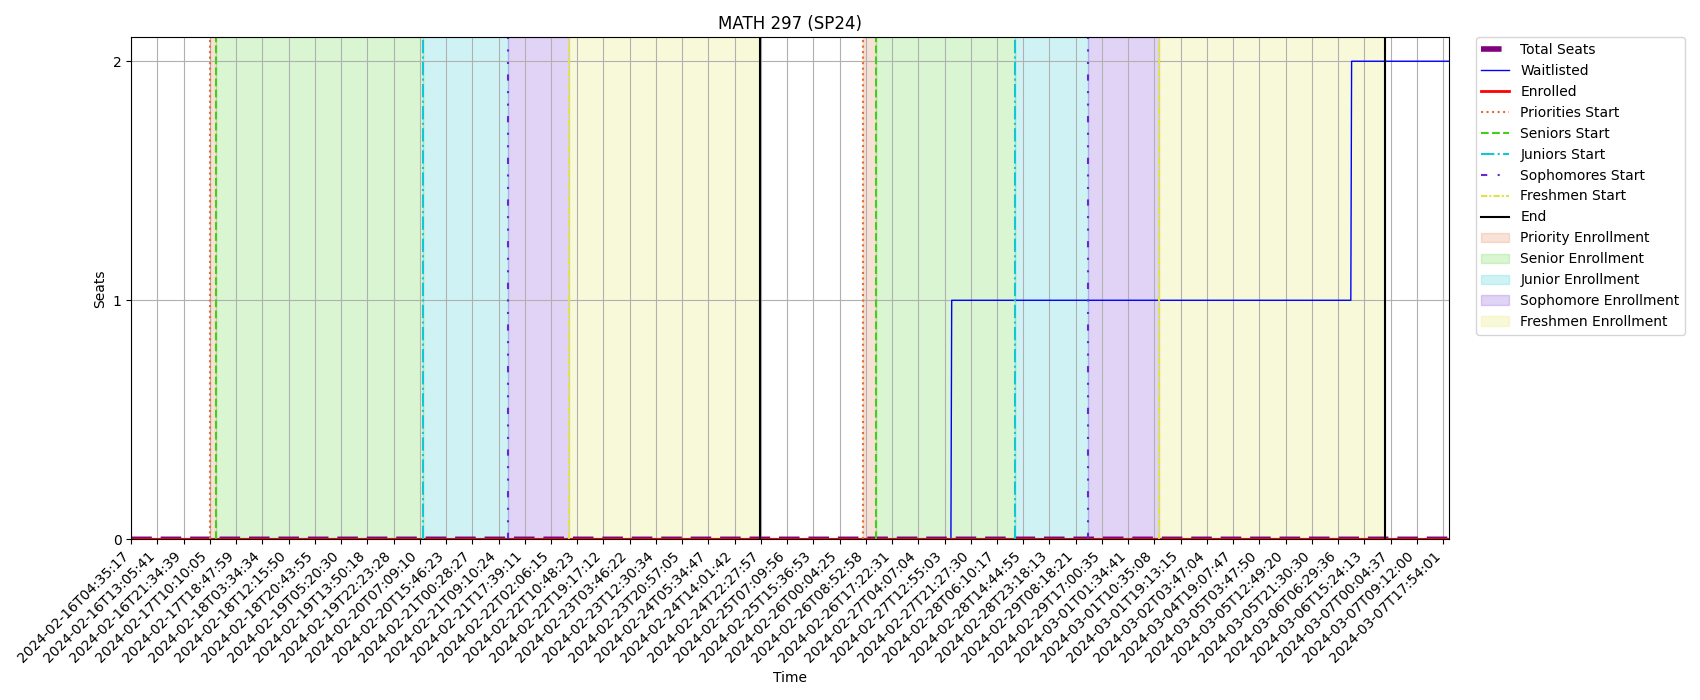 MATH 297 (SP24)
Seats
2
1
0
2024-02-16T04:35:17
2024-02-16T13:05:41
2024-02-16T21:34:39
2024-02-17T10:10:05
2024-02-17T18:47:59
2024-02-18T03:34:34
2024-02-18T12:15:50
2024-02-18T20:43:55
2024-02-19T05:20:30
2024-02-19T13:50:18
2024-02-19T22:23:28
2024-02-20T07:09:10
2024-02-20T15:46:23
2024-02-21T00:28:27
2024-02-21T09:10:24
2024-02-21T17:39:11
2024-02-22T02:06:15
2024-02-22T10:48:23
2024-02-22T19:17:12
2024-02-23T03:46:22
2024-02-23T12:30:34
2024-02-23T20:57:05
2024-02-24T05:34:47
2024-02-24T14:01:42
2024-02-24T22:27:57
2024-02-25T07:09:56
2024-02-25T15:36:53
2024-02-26T00:04:25
2024-02-26T08:52:58
2024-02-26T17:22:31
2024-02-27T04:07:04
2024-02-27T12:55:03
2024-02-27T21:27:30
2024-02-28T06:10:17
2024-02-28T14:44:55
2024-02-28T23:18:13
2024-02-29T08:18:21
2024-02-29T17:00:35
2024-03-01T01:34:41
2024-03-01T10:35:08
2024-03-01T19:13:15
2024-03-02T03:47:04
2024-03-04T19:07:47
2024-03-05T03:47:50
2024-03-05T12:49:20
2024-03-05T21:30:30
2024-03-06T06:29:36
2024-03-06T15:24:13
2024-03-07T00:04:37
2024-03-07T09:12:00
2024-03-07T17:54:01
Time
Total Seats
Waitlisted
Enrolled
Priorities Start
Seniors Start
Juniors Start
Sophomores Start
Freshmen Start
End
Priority Enrollment
Senior Enrollment
Junior Enrollment
Sophomore Enrollment
Freshmen Enrollment